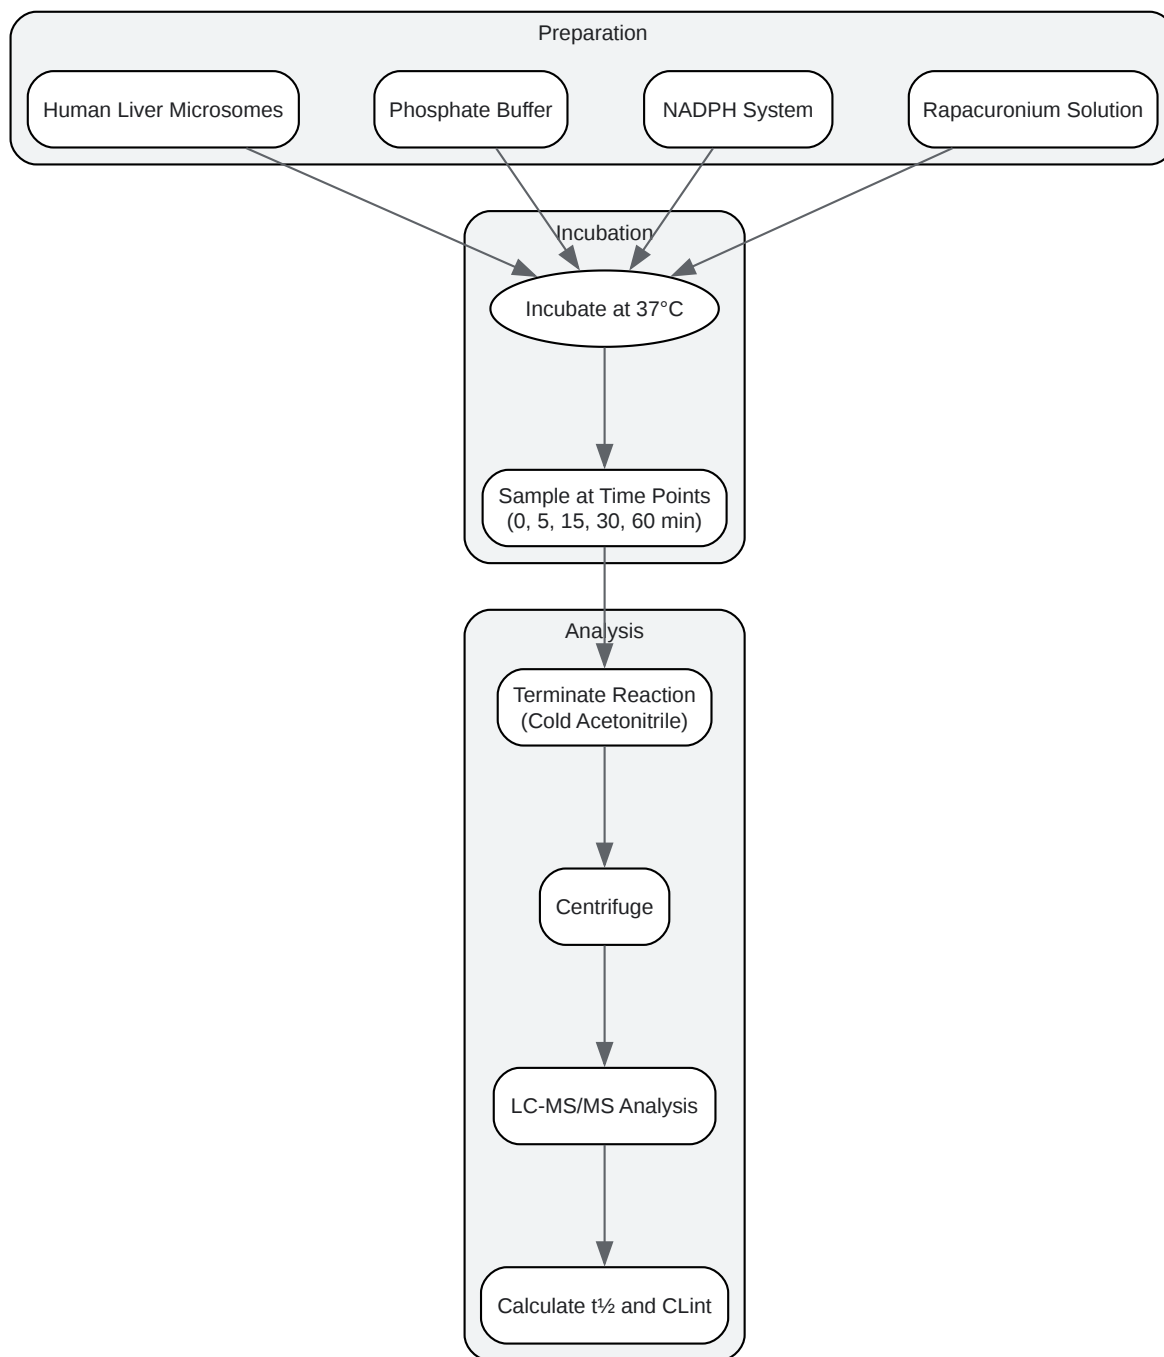 Preparation
Human Liver Microsomes
Phosphate Buffer
NADPH System
Rapacuronium Solution
Incubation
Incubate at 37°C
Sample at Time Points
(0, 5, 15, 30, 60 min)
Analysis
Terminate Reaction
(Cold Acetonitrile)
Centrifuge
LC-MS/MS Analysis
Calculate t½ and CLint